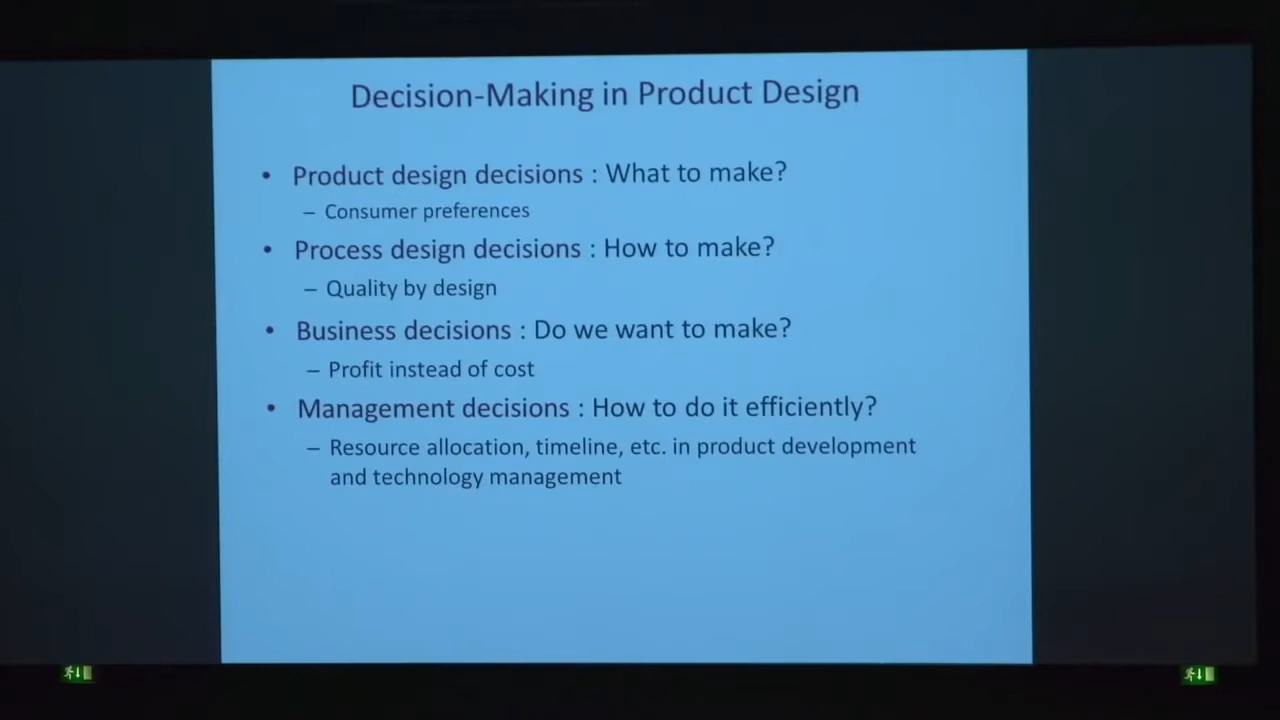 Decision-Making in Product Design
• Product design decisions : What to make?
– Consumer preferences
• Process design decisions : How to make?
– Quality by design
• Business decisions : Do we want to make?
– Profit instead of cost
• Management decisions : How to do it efficiently?
– Resource allocation, timeline, etc. in product development
and technology management